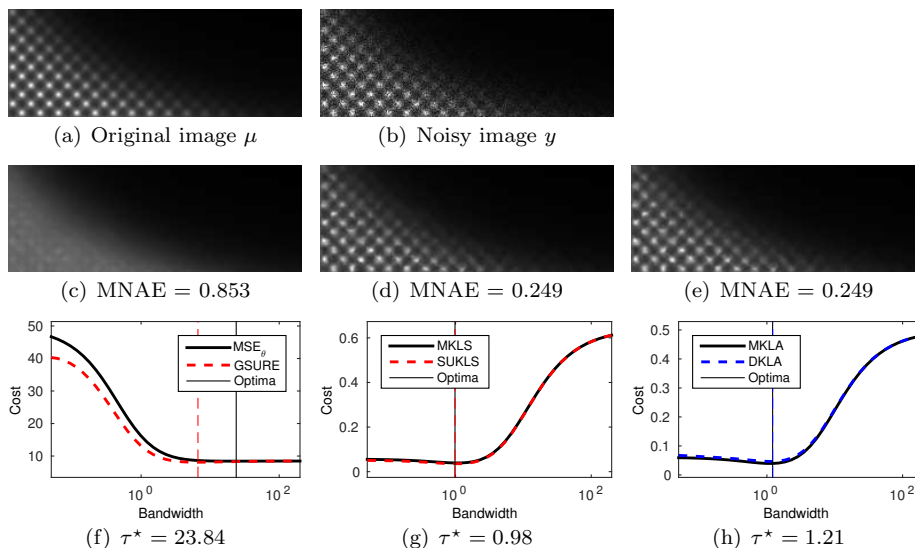 (a) Original image μ
(b) Noisy image y
(c) MNAE = 0.853
(d) MNAE = 0.249
(e) MNAE = 0.249
50
40
30
20
10
Cost
MSE_θ
GSURE
Optima
10^0
10^2
Bandwidth
(f) τ* = 23.84
0.6
0.4
0.2
0
Cost
MKLS
SUKLS
Optima
10^0
10^2
Bandwidth
(g) τ* = 0.98
0.5
0.4
0.3
0.2
0.1
0
Cost
MKLA
DKLA
Optima
10^0
10^2
Bandwidth
(h) τ* = 1.21